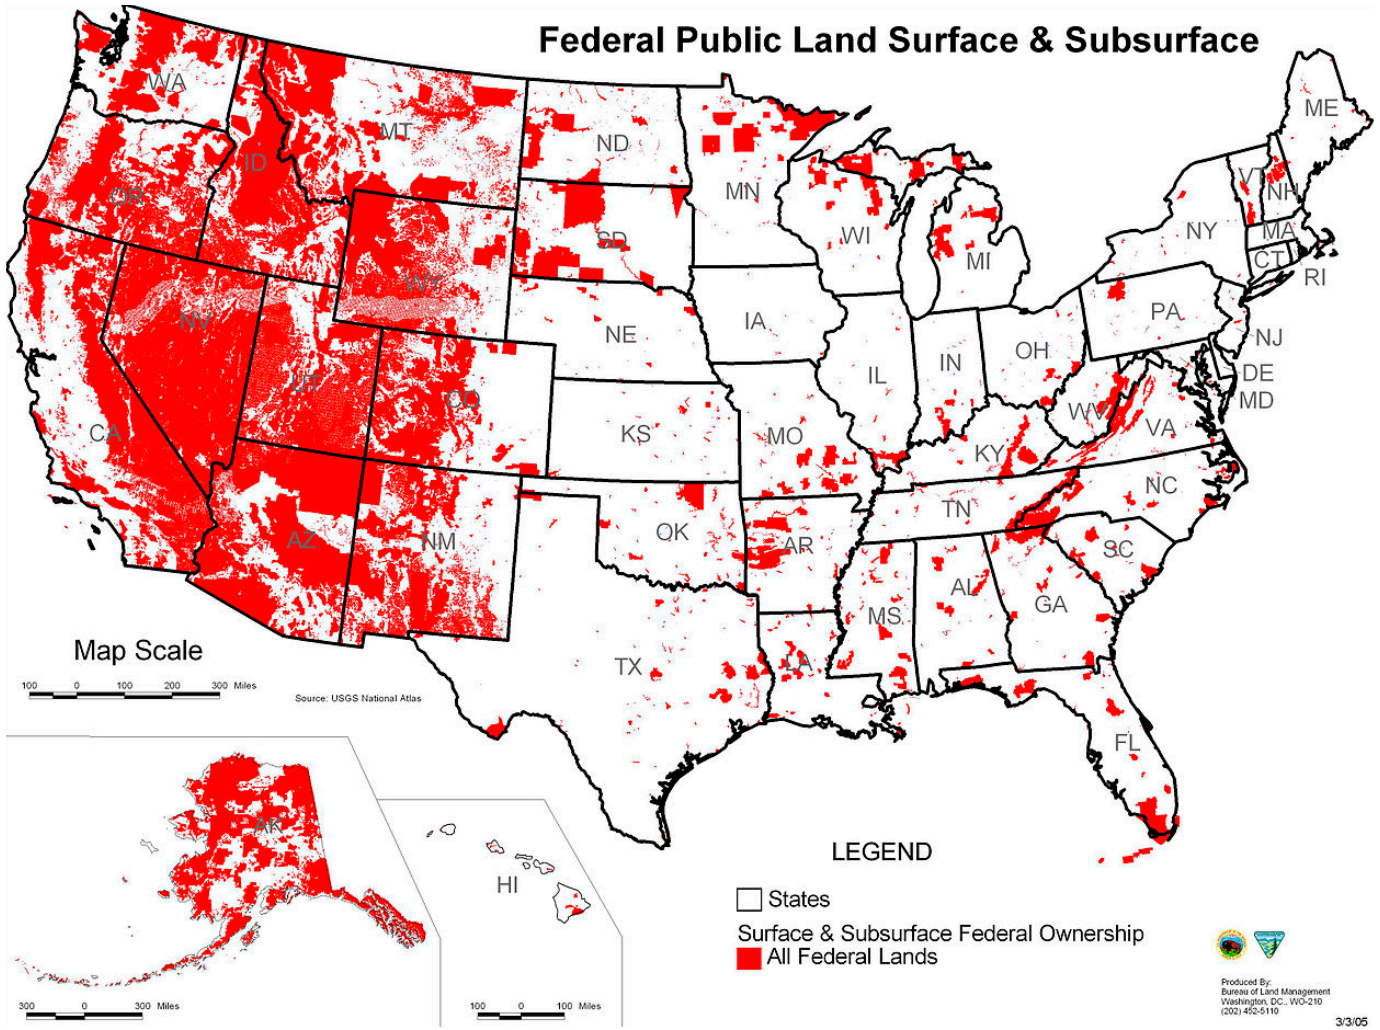 Federal Public Land Surface & Subsurface
WA
MT
ND
MN
ME
OR
ID
SD
WI
MI
VT
NH
NY
MA
CT
RI
WY
NE
IA
PA
NJ
NV
UT
CO
IL
IN
OH
DE
MD
CA
KS
MO
KY
WV
VA
AZ
NM
OK
AR
TN
NC
SC
TX
LA
MS
AL
GA
FL
Map Scale
100 0 100 200 300 Miles
Source: USGS National Atlas
AK
300 0 300 Miles
HI
100 0 100 Miles
LEGEND
States
Surface & Subsurface Federal Ownership
All Federal Lands
Produced By:
Bureau of Land Management
Washington, DC., WO-210
(202) 452-5110
3/3/05